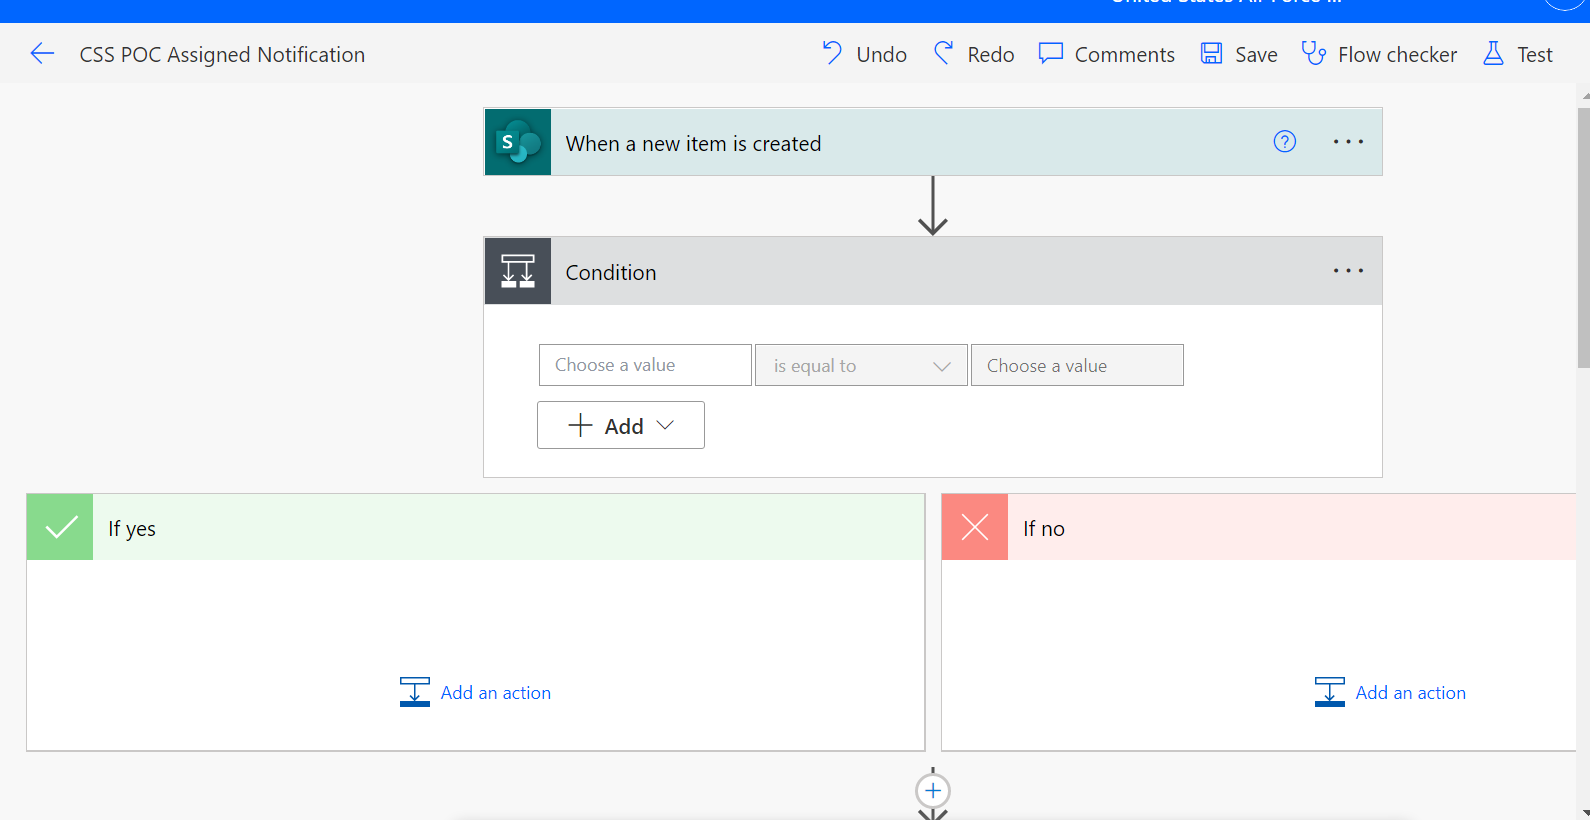 CSS POC Assigned Notification
Undo
Redo
Comments
Save
Flow checker
Test
S
When a new item is created
?
Condition
Choose a value
is equal to
Choose a value
Add
If yes
If no
Add an action
Add an action